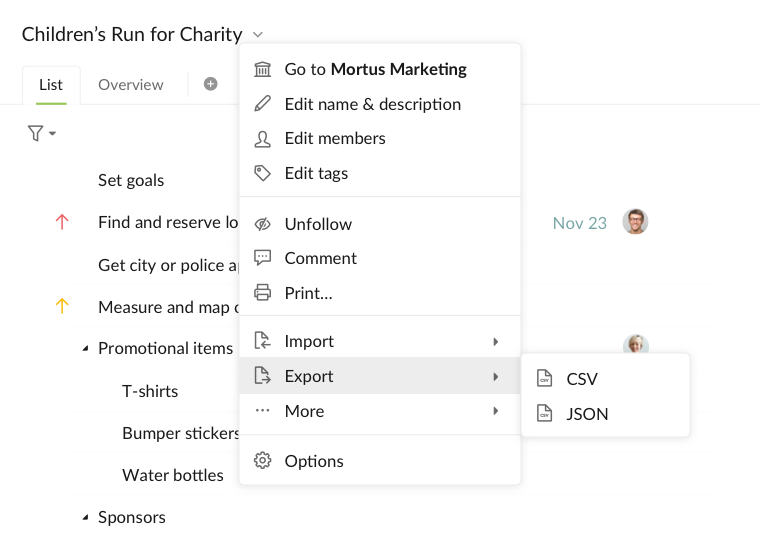 Children’s Run for Charity
Go to Mortus Marketing
List
Overview
Edit name & description
Edit members
Edit tags
Set goals
Unfollow
Find and reserve lo
Nov 23
Comment
Get city or police
Print...
Measure and map
Import
Promotional items
Export
CSV
T-shirts
More
JSON
Bumper stickers
Options
Water bottles
Sponsors